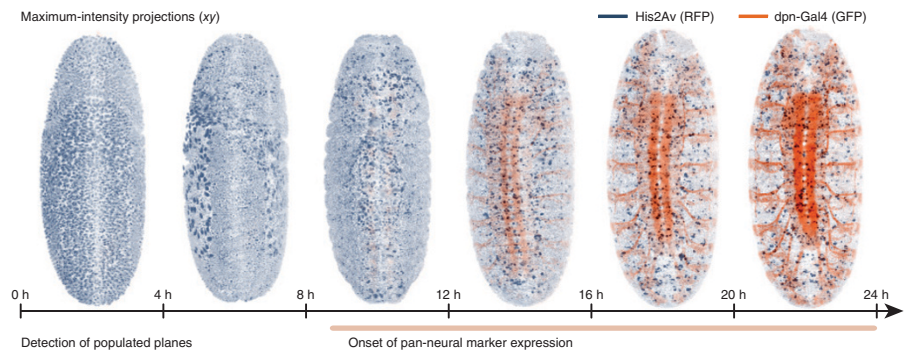 Maximum-intensity projections (xy)
His2Av (RFP)
dpn-Gal4 (GFP)
0 h
4 h
8 h
12 h
16 h
20 h
24 h
Detection of populated planes
Onset of pan-neural marker expression